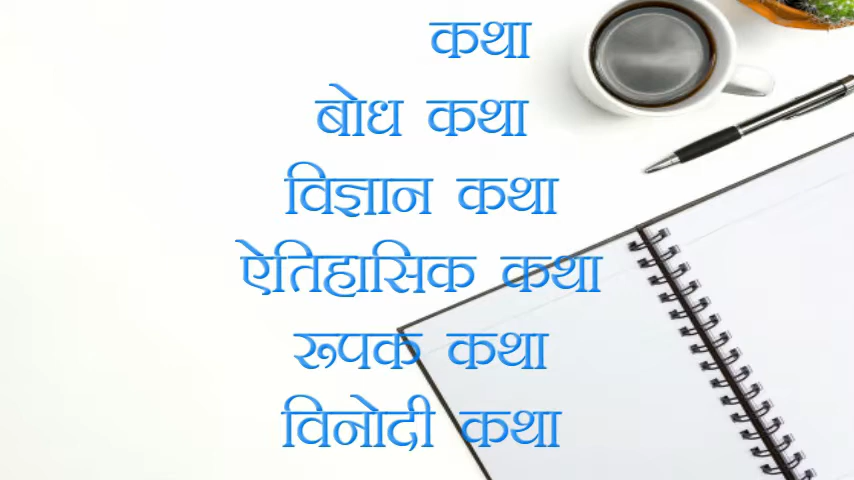 कथा
बोध कथा
विज्ञान कथा
ऐतिहासिक कथा
रूपक कथा
विनोदी कथा